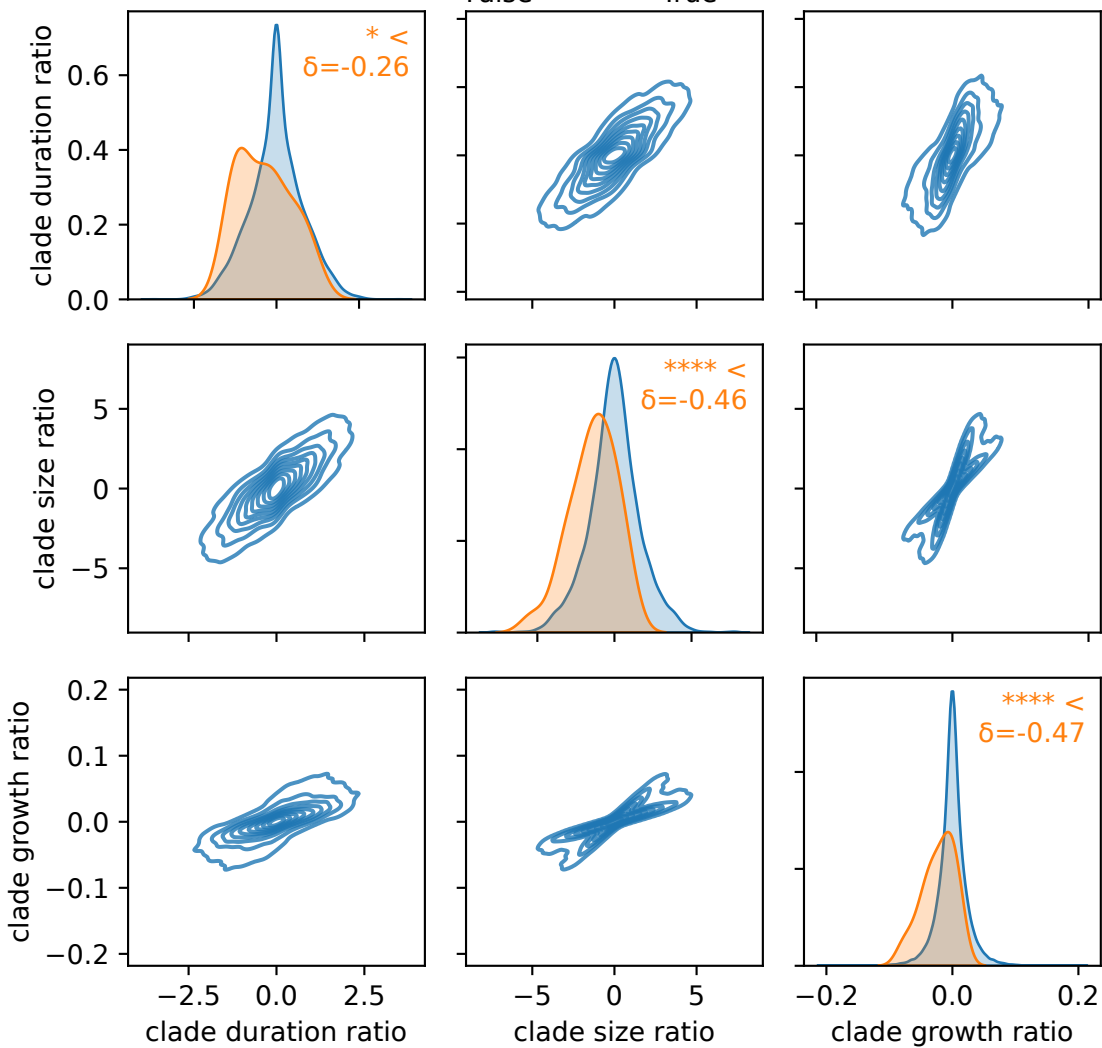 False True
clade duration ratio
0.6
0.4
0.2
0.0
* <
δ=-0.26
clade size ratio
5
0
−5
**** <
δ=-0.46
clade growth ratio
0.2
0.1
0.0
−0.1
−0.2
**** <
δ=-0.47
−2.5 0.0 2.5
−5 0 5
−0.2 0.0 0.2
clade duration ratio
clade size ratio
clade growth ratio